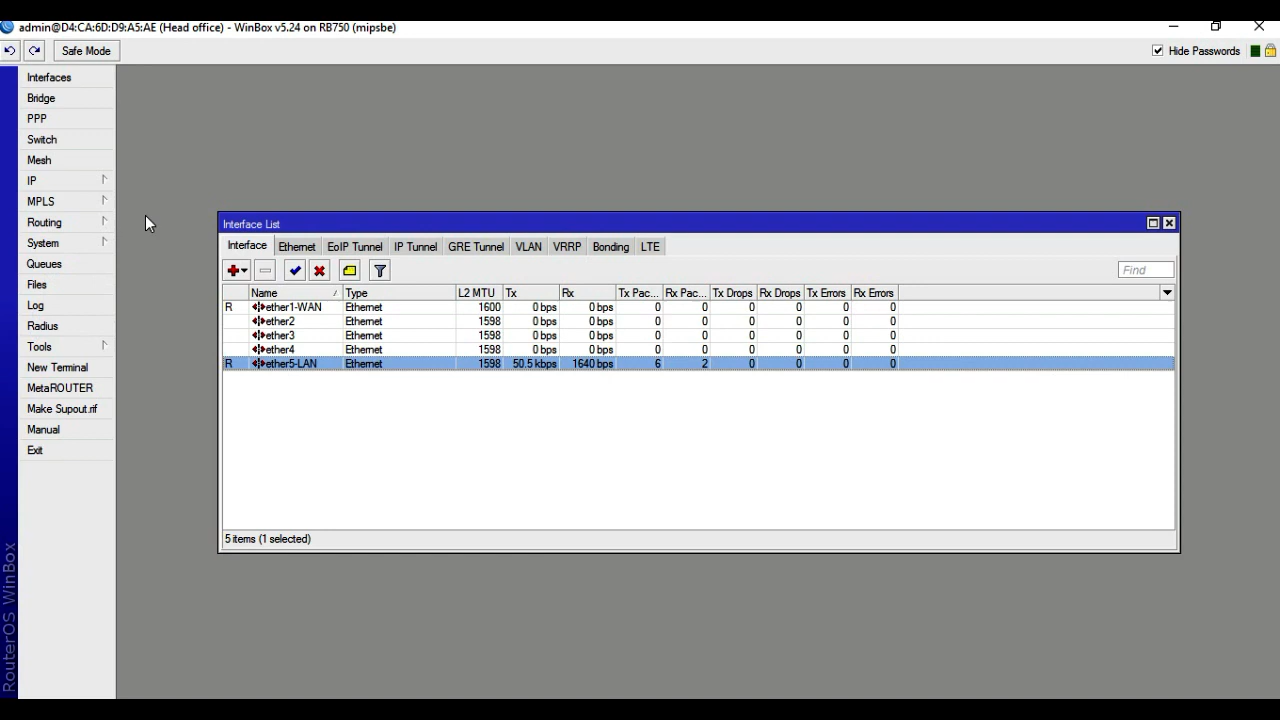 admin@D4:CA:6D:D9:A5:AE (Head office) - WinBox v5.24 on RB750 (mipsbe)
Safe Mode
Hide Passwords
Interfaces
Bridge
PPP
Switch
Mesh
IP
MPLS
Routing
System
Queues
Files
Log
Radius
Tools
New Terminal
MetaROUTER
Make Supout.rif
Manual
Exit
RouterOS WinBox
Interface List
Interface Ethernet EoIP Tunnel IP Tunnel GRE Tunnel VLAN VRRP Bonding LTE
Find
Name Type L2 MTU Tx Rx Tx Pac... Rx Pac... Tx Drops Rx Drops Tx Errors Rx Errors
R ether1-WAN Ethernet 1600 0 bps 0 bps 0 0 0 0 0 0
ether2 Ethernet 1598 0 bps 0 bps 0 0 0 0 0 0
ether3 Ethernet 1598 0 bps 0 bps 0 0 0 0 0 0
ether4 Ethernet 1598 0 bps 0 bps 0 0 0 0 0 0
R ether5-LAN Ethernet 1598 50.5 kbps 1640 bps 6 2 0 0 0 0
5 items (1 selected)